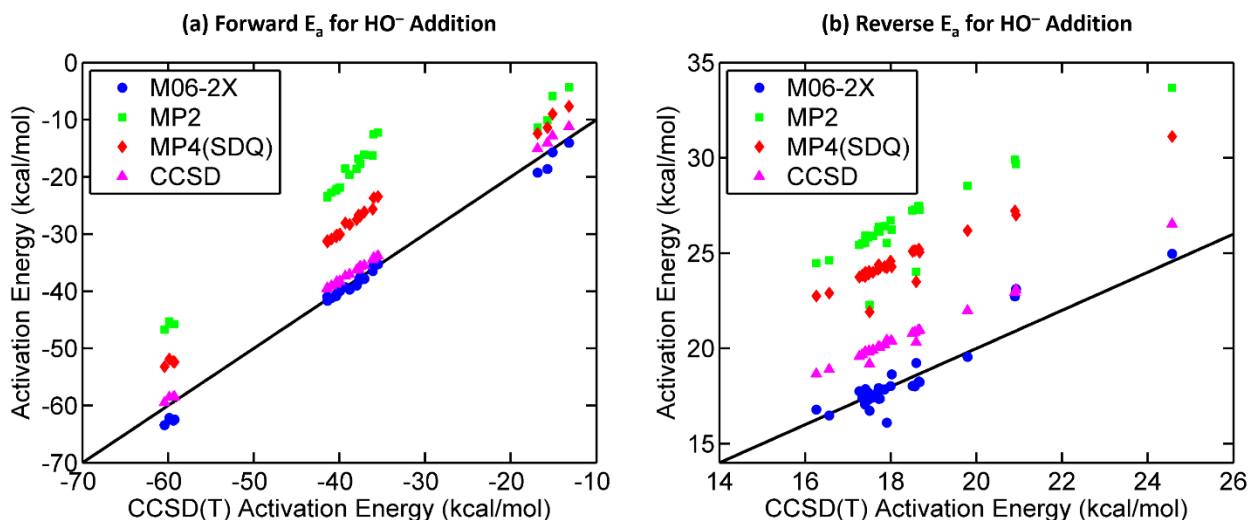 (a) Forward Eₐ for HO⁻ Addition
Activation Energy (kcal/mol)
0
-10
-20
-30
-40
-50
-60
-70
M06-2X
MP2
MP4(SDQ)
CCSD
-70 -60 -50 -40 -30 -20 -10
CCSD(T) Activation Energy (kcal/mol)
(b) Reverse Eₐ for HO⁻ Addition
Activation Energy (kcal/mol)
35
30
25
20
15
14
M06-2X
MP2
MP4(SDQ)
CCSD
14 16 18 20 22 24 26
CCSD(T) Activation Energy (kcal/mol)